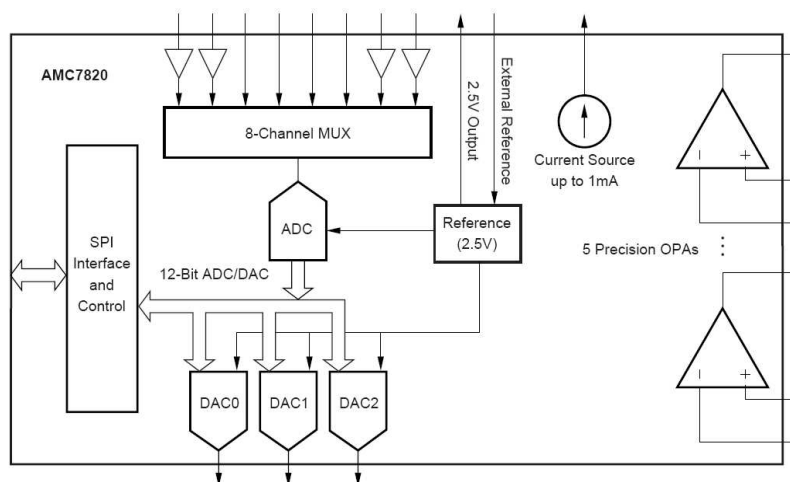 AMC7820
8-Channel MUX
2.5V Output
External Reference
Current Source
up to 1mA
ADC
Reference
(2.5V)
SPI
Interface
and
Control
12-Bit ADC/DAC
5 Precision OPAs
DAC0
DAC1
DAC2